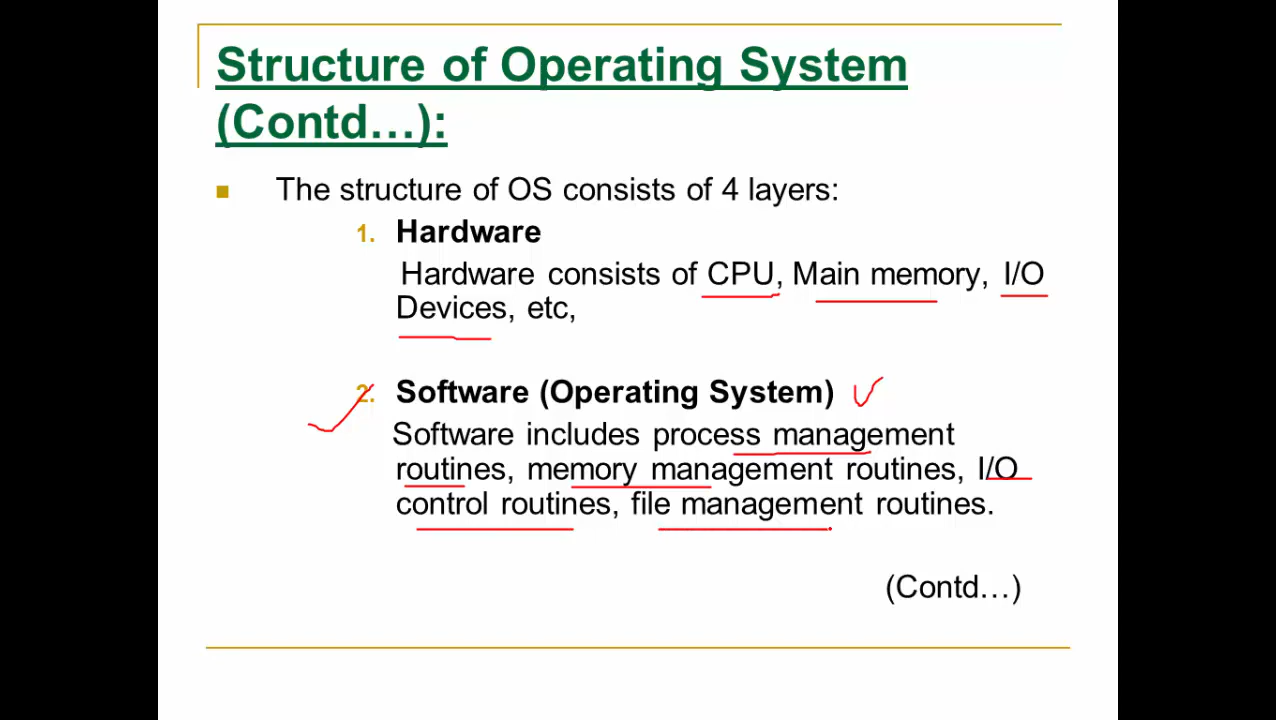 Structure of Operating System
(Contd…):
The structure of OS consists of 4 layers:
1. Hardware
Hardware consists of CPU, Main memory, I/O
Devices, etc,
2. Software (Operating System)
Software includes process management
routines, memory management routines, I/O
control routines, file management routines.
(Contd…)